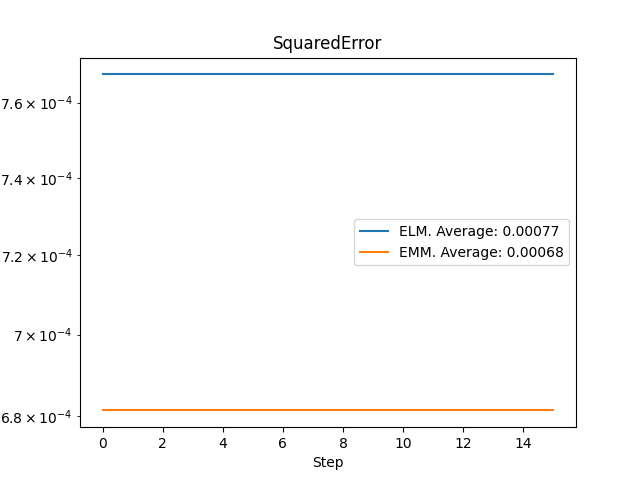 SquaredError
7.6 × 10⁻⁴
7.4 × 10⁻⁴
7.2 × 10⁻⁴
7 × 10⁻⁴
6.8 × 10⁻⁴
ELM. Average: 0.00077
EMM. Average: 0.00068
0 2 4 6 8 10 12 14
Step